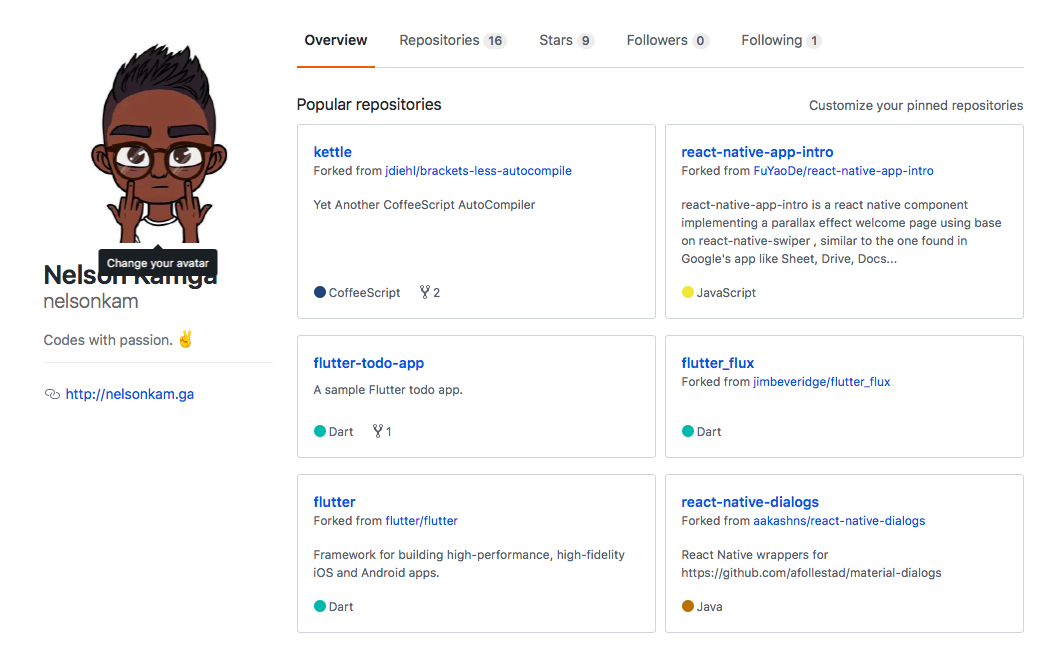 Overview Repositories 16 Stars 9 Followers 0 Following 1
Change your avatar
Nelson Kamga
nelsonkam
Codes with passion. ✌
http://nelsonkam.ga
Popular repositories
Customize your pinned repositories
kettle
Forked from jdiehl/brackets-less-autocompile
Yet Another CoffeeScript AutoCompiler
CoffeeScript 2
react-native-app-intro
Forked from FuYaoDe/react-native-app-intro
react-native-app-intro is a react native component
implementing a parallax effect welcome page using base
on react-native-swiper , similar to the one found in
Google's app like Sheet, Drive, Docs...
JavaScript
flutter-todo-app
A sample Flutter todo app.
Dart 1
flutter_flux
Forked from jimbeveridge/flutter_flux
Dart
flutter
Forked from flutter/flutter
Framework for building high-performance, high-fidelity
iOS and Android apps.
Dart
react-native-dialogs
Forked from aakashns/react-native-dialogs
React Native wrappers for
https://github.com/afollestad/material-dialogs
Java